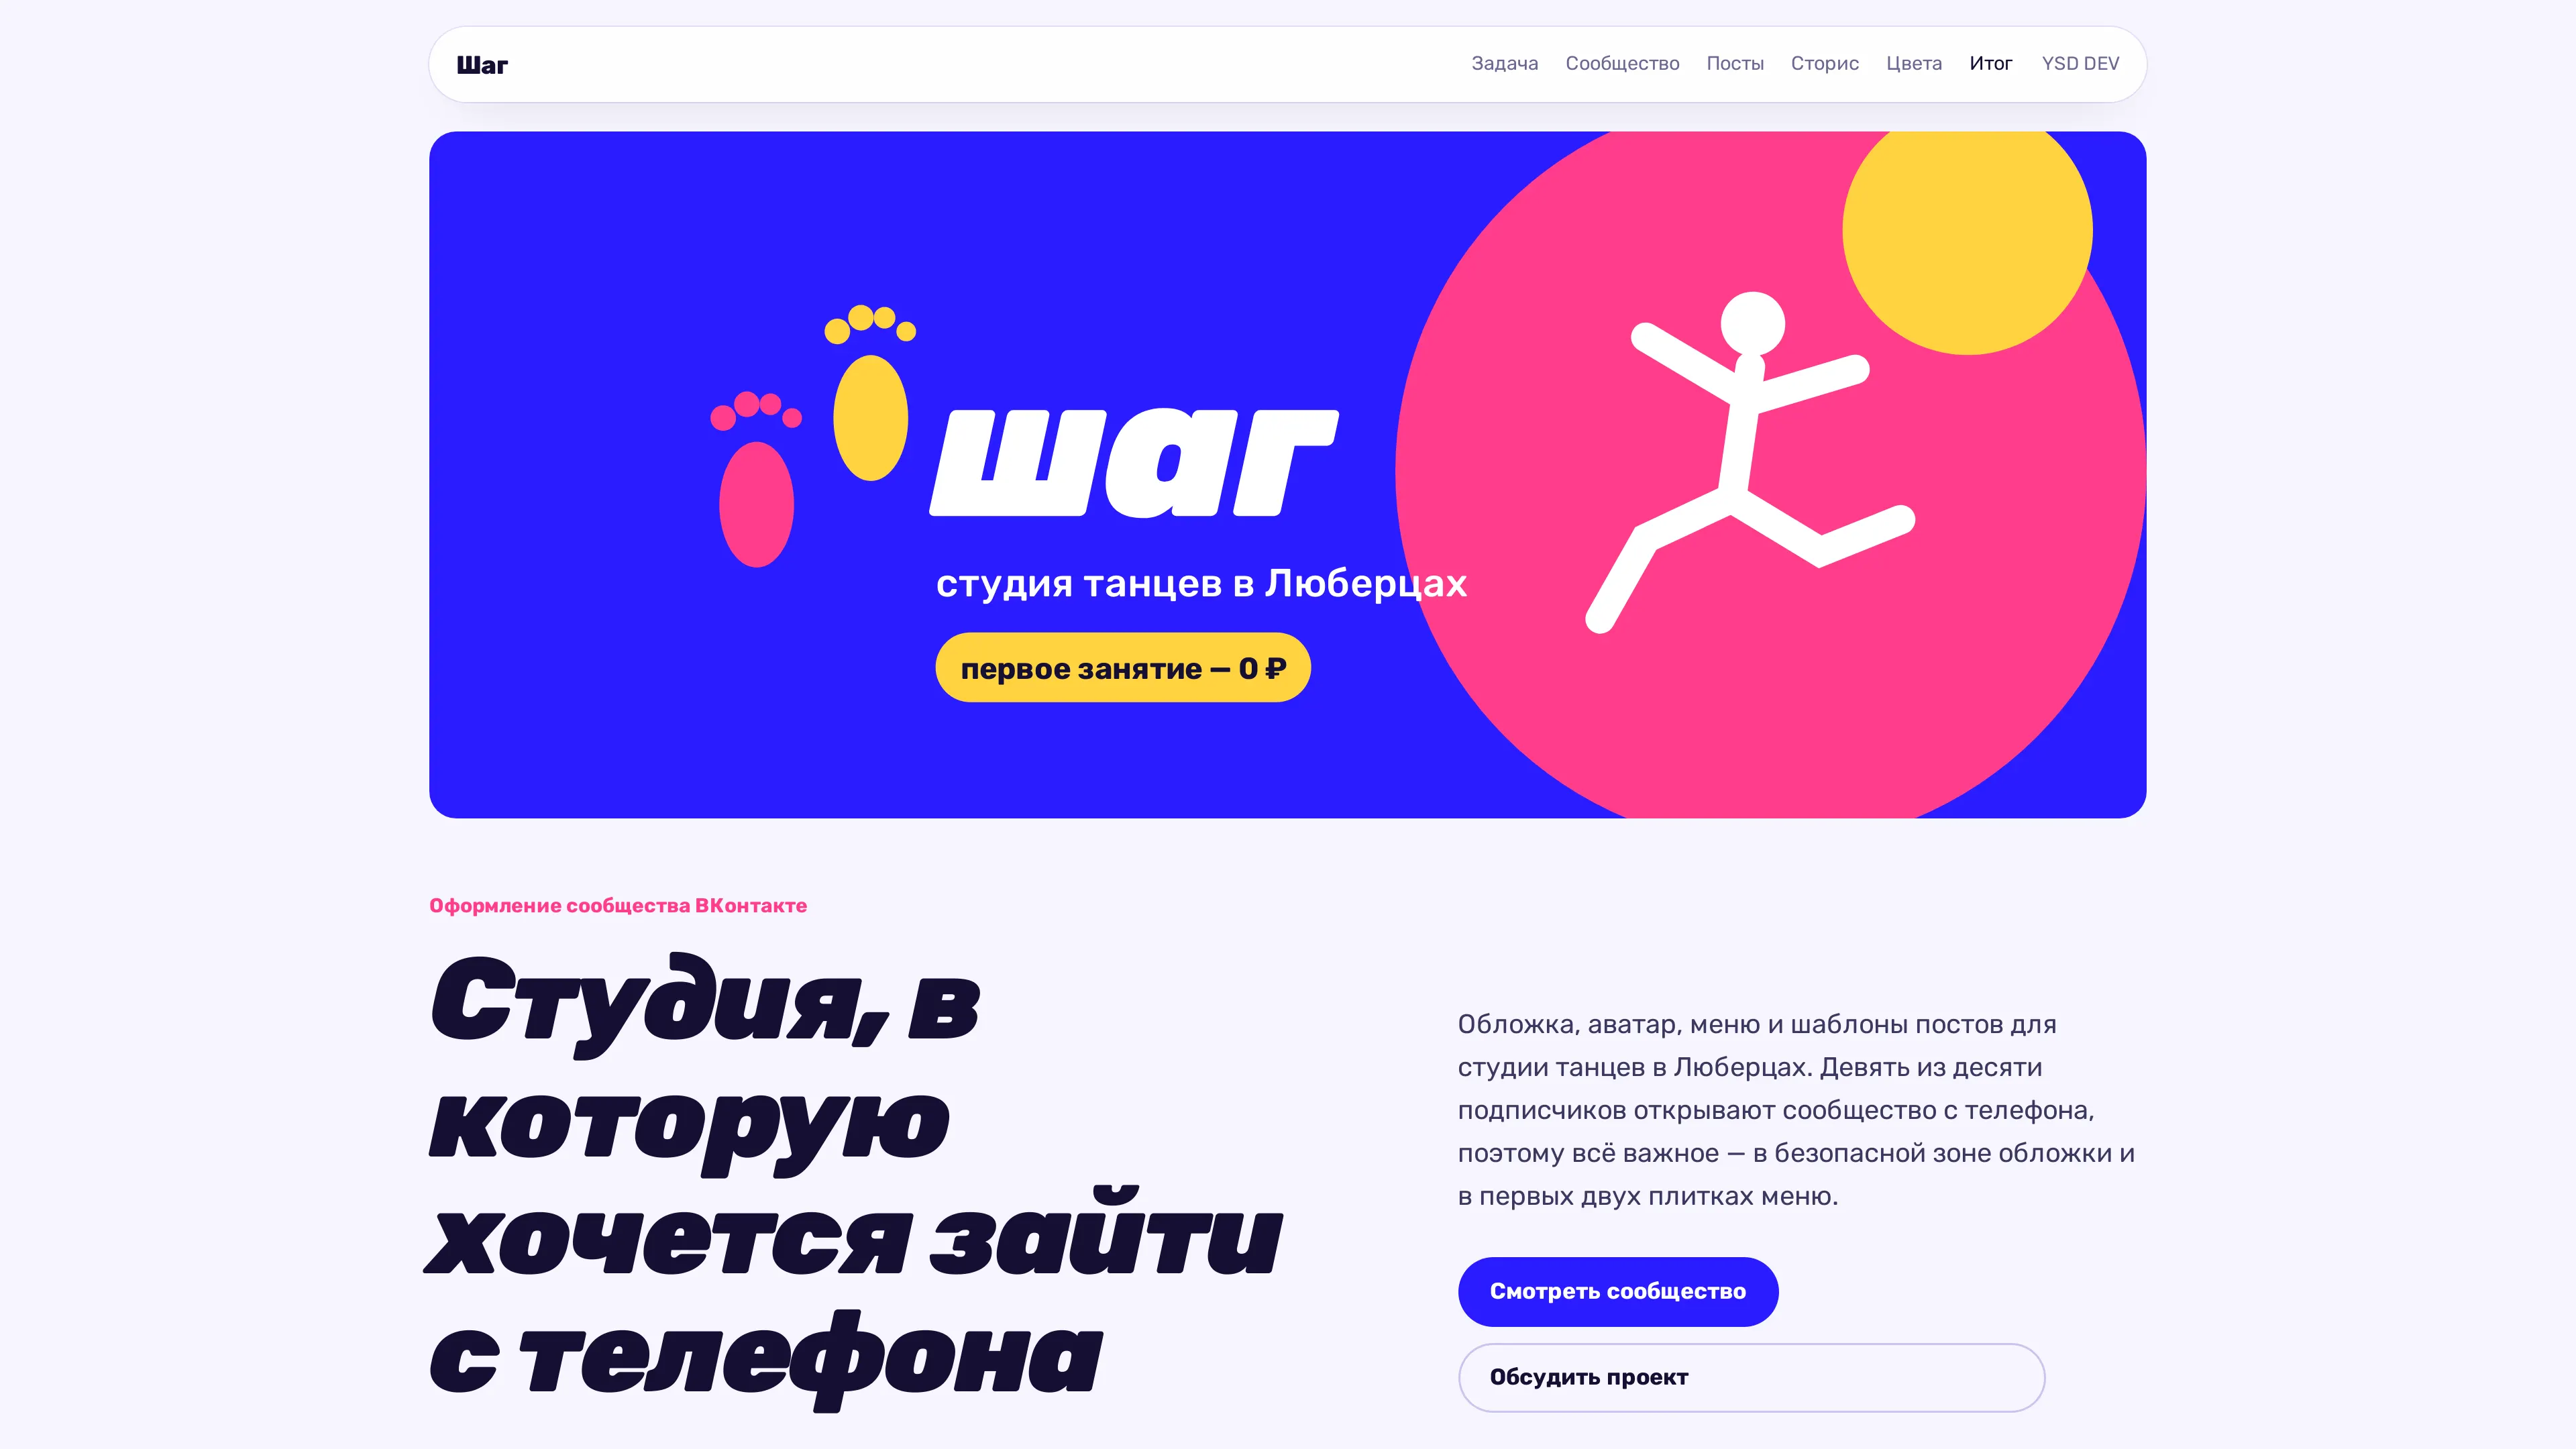 Шаг
Задача Сообщество Посты Сторис Цвета Итог YSD DEV
шаг
студия танцев в Люберцах
первое занятие — 0 ₽
Оформление сообщества ВКонтакте
Студия, в
которую
хочется зайти
с телефона
Обложка, аватар, меню и шаблоны постов для
студии танцев в Люберцах. Девять из десяти
подписчиков открывают сообщество с телефона,
поэтому всё важное — в безопасной зоне обложки и
в первых двух плитках меню.
Смотреть сообщество
Обсудить проект